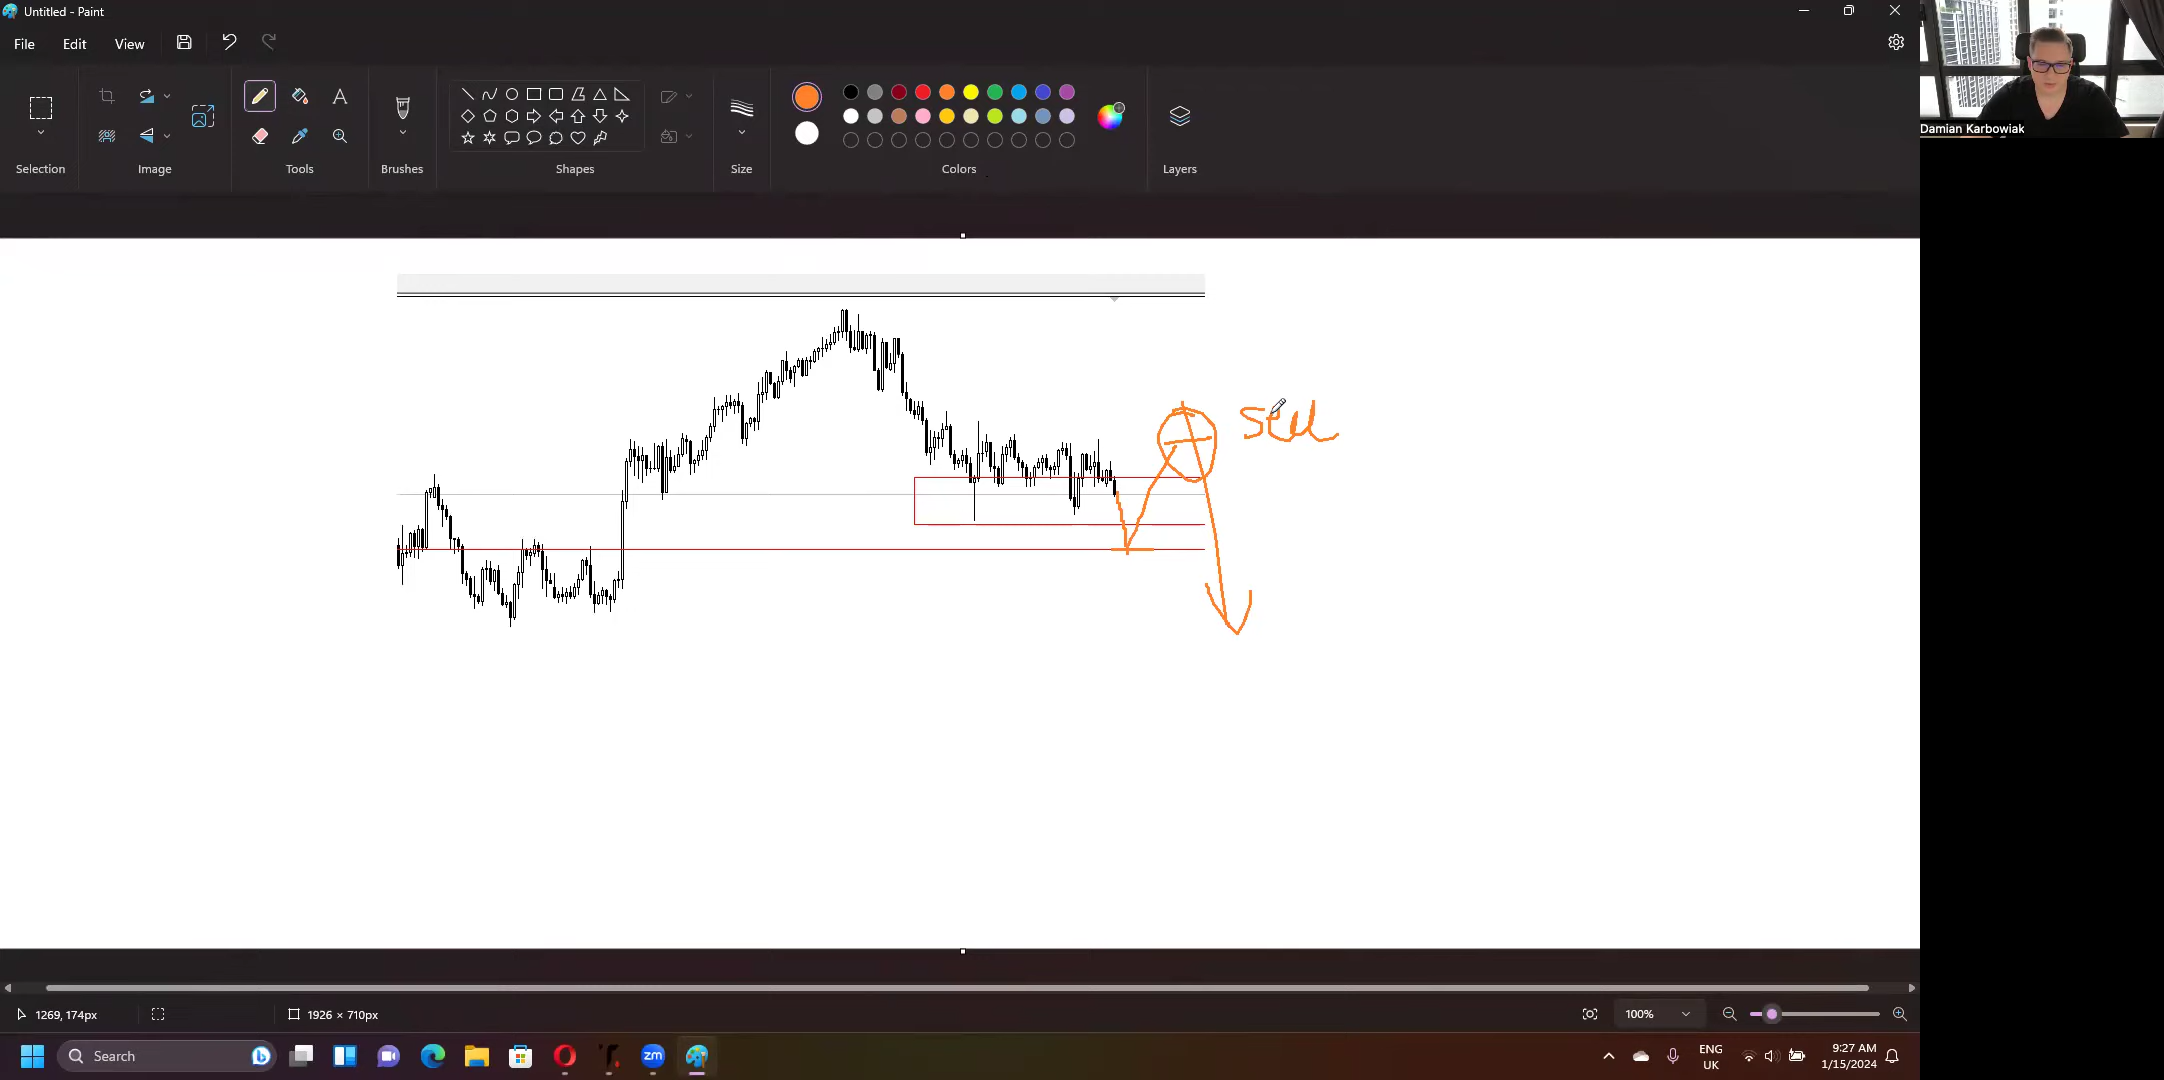 Untitled - Paint
File Edit View
Selection Image Tools Brushes Shapes Size Colors Layers
Damian Karbowiak
Sell
1269, 174px
1926 × 710px
100%
Search
zm
ENG
UK
9:27 AM
1/15/2024